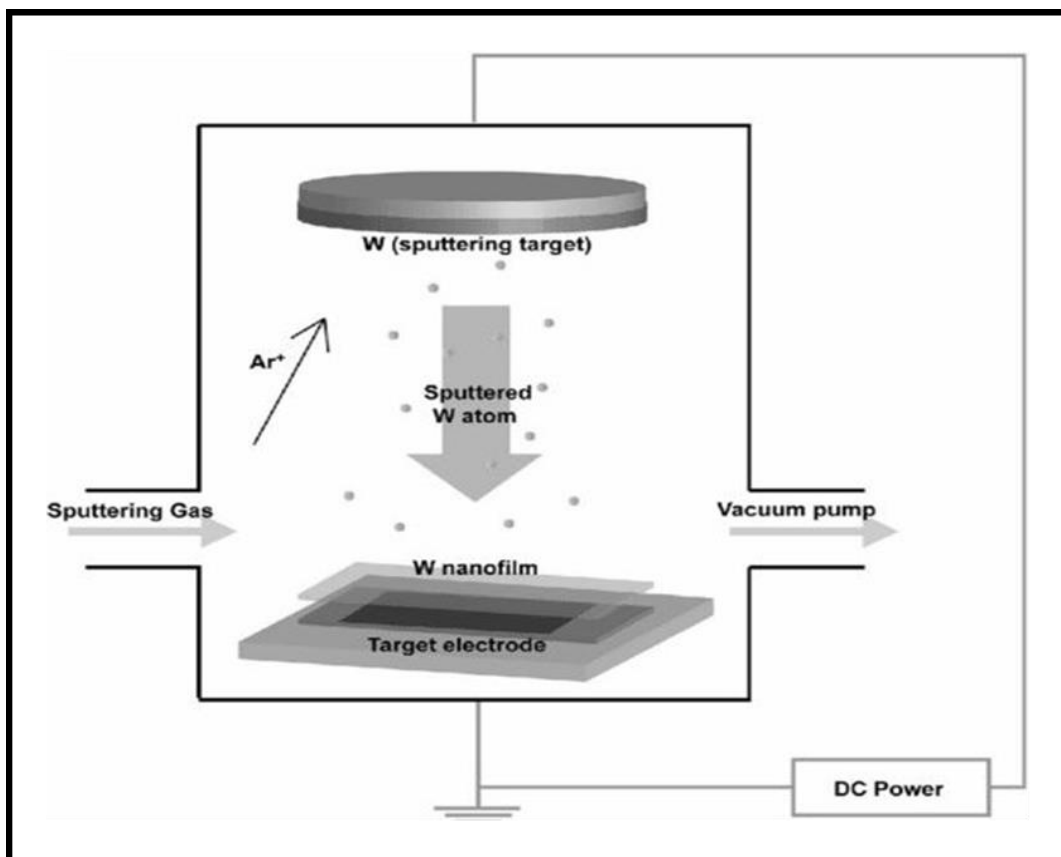 W (sputtering target)
Ar⁺
Sputtered
W atom
Sputtering Gas
Vacuum pump
W nanofilm
Target electrode
DC Power